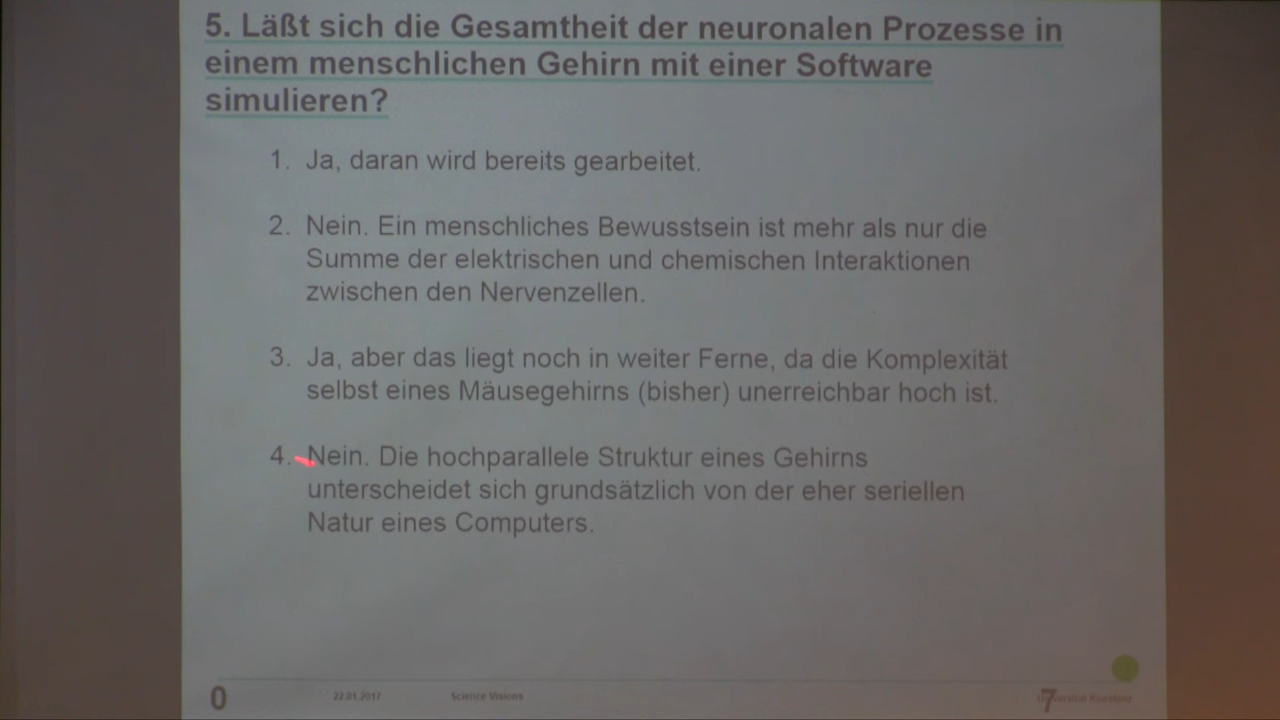 5. Läßt sich die Gesamtheit der neuronalen Prozesse in
einem menschlichen Gehirn mit einer Software
simulieren?
1. Ja, daran wird bereits gearbeitet.
2. Nein. Ein menschliches Bewusstsein ist mehr als nur die
Summe der elektrischen und chemischen Interaktionen
zwischen den Nervenzellen.
3. Ja, aber das liegt noch in weiter Ferne, da die Komplexität
selbst eines Mäusegehirns (bisher) unerreichbar hoch ist.
4. Nein. Die hochparallele Struktur eines Gehirns
unterscheidet sich grundsätzlich von der eher seriellen
Natur eines Computers.
0 22.01.2017 Science Visions 7 Konstanz